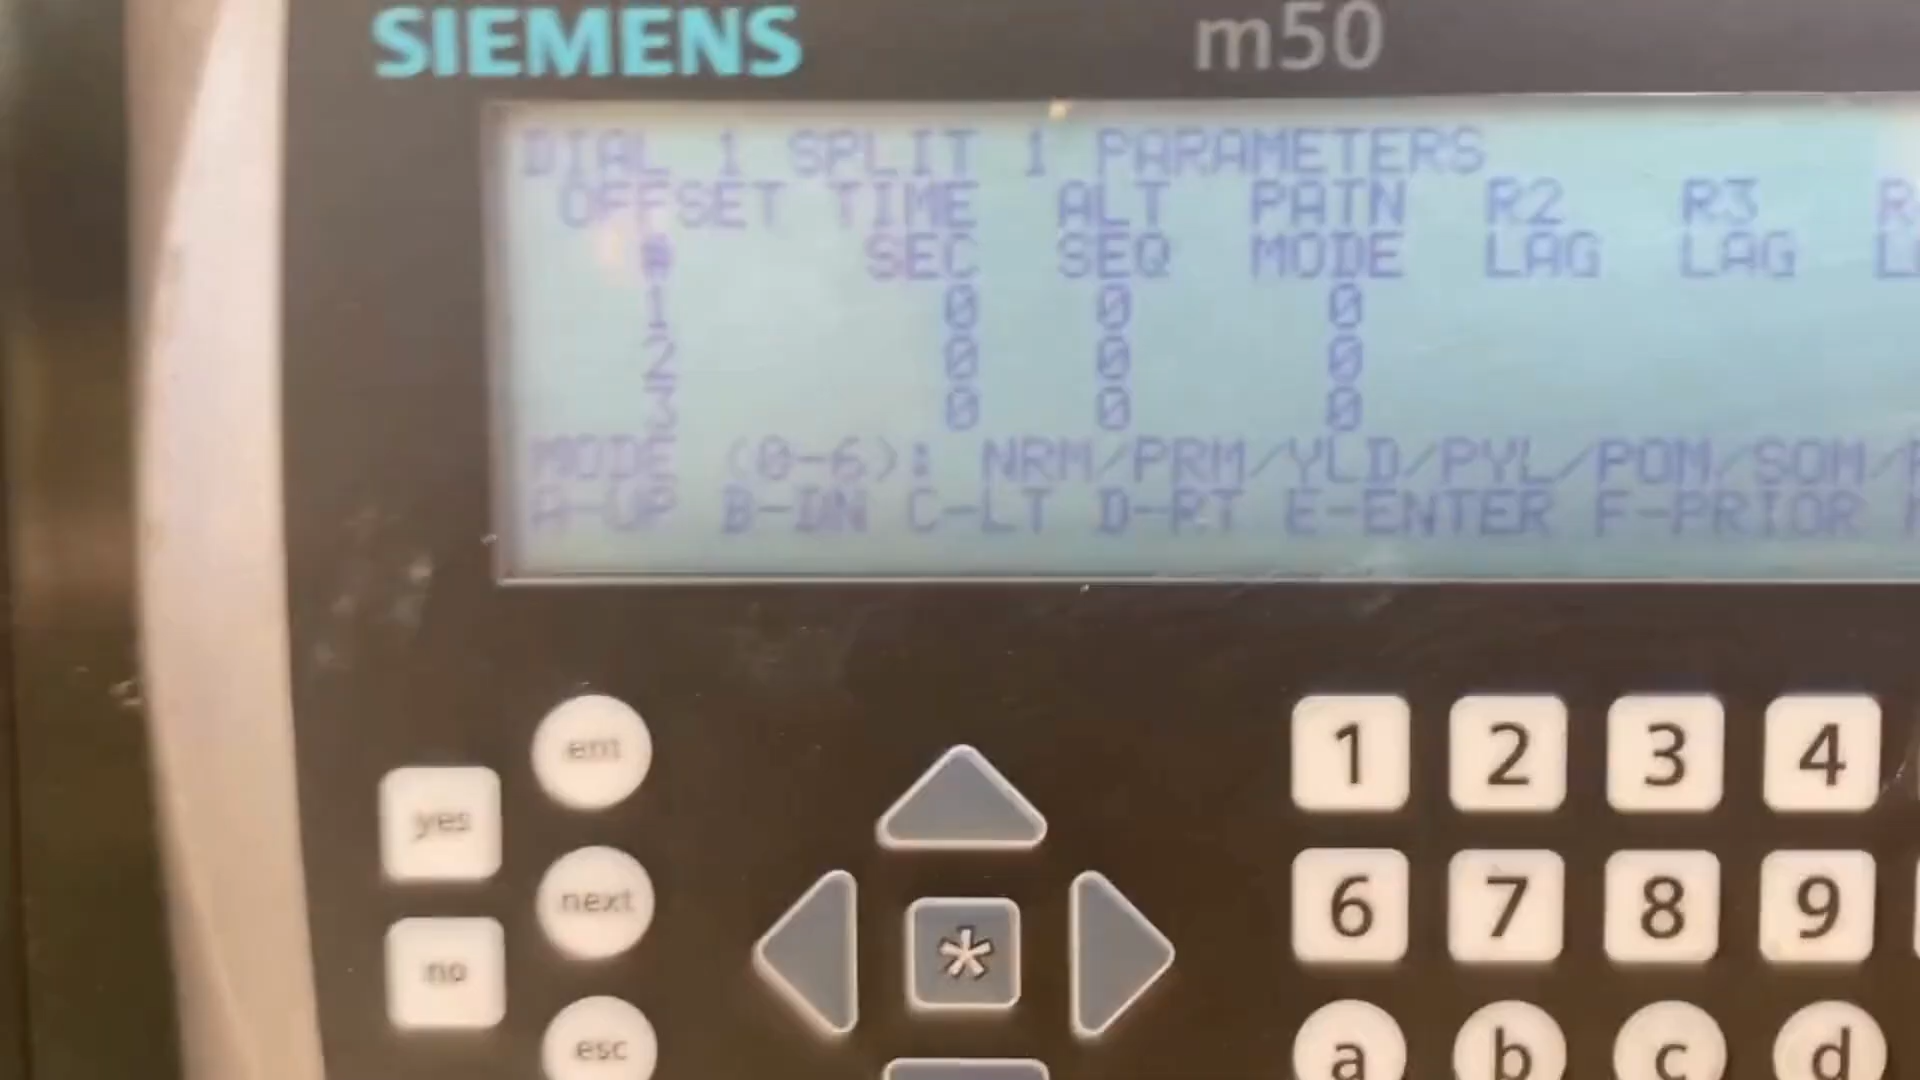 SIEMENS m50
DIAL 1 SPLIT 1 PARAMETERS
OFFSET TIME ALT PATN R2 R3
# SEC SEQ MODE LAG LAG
1 0 0 0
2 0 0 0
3 0 0 0
MODE (0-6): NRM/PRM/YLD/PYL/POM/SOM/
A-UP B-DN C-LT D-RT E-ENTER F-PRIOR
ent
1 2 3 4
yes
next
6 7 8 9
*
no
esc
a b c d